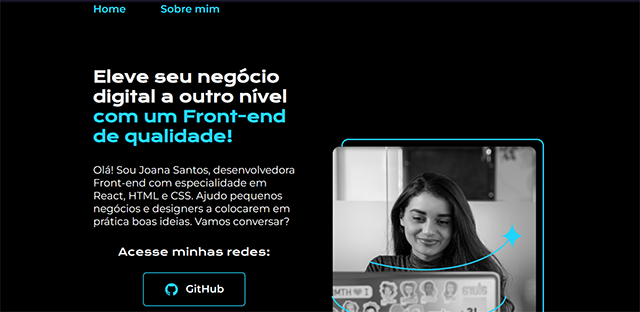 Home Sobre mim
Eleve seu negócio
digital a outro nível
com um Front-end
de qualidade!
Olá! Sou Joana Santos, desenvolvedora
Front-end com especialidade em
React, HTML e CSS. Ajudo pequenos
negócios e designers a colocarem em
prática boas ideias. Vamos conversar?
Acesse minhas redes:
GitHub